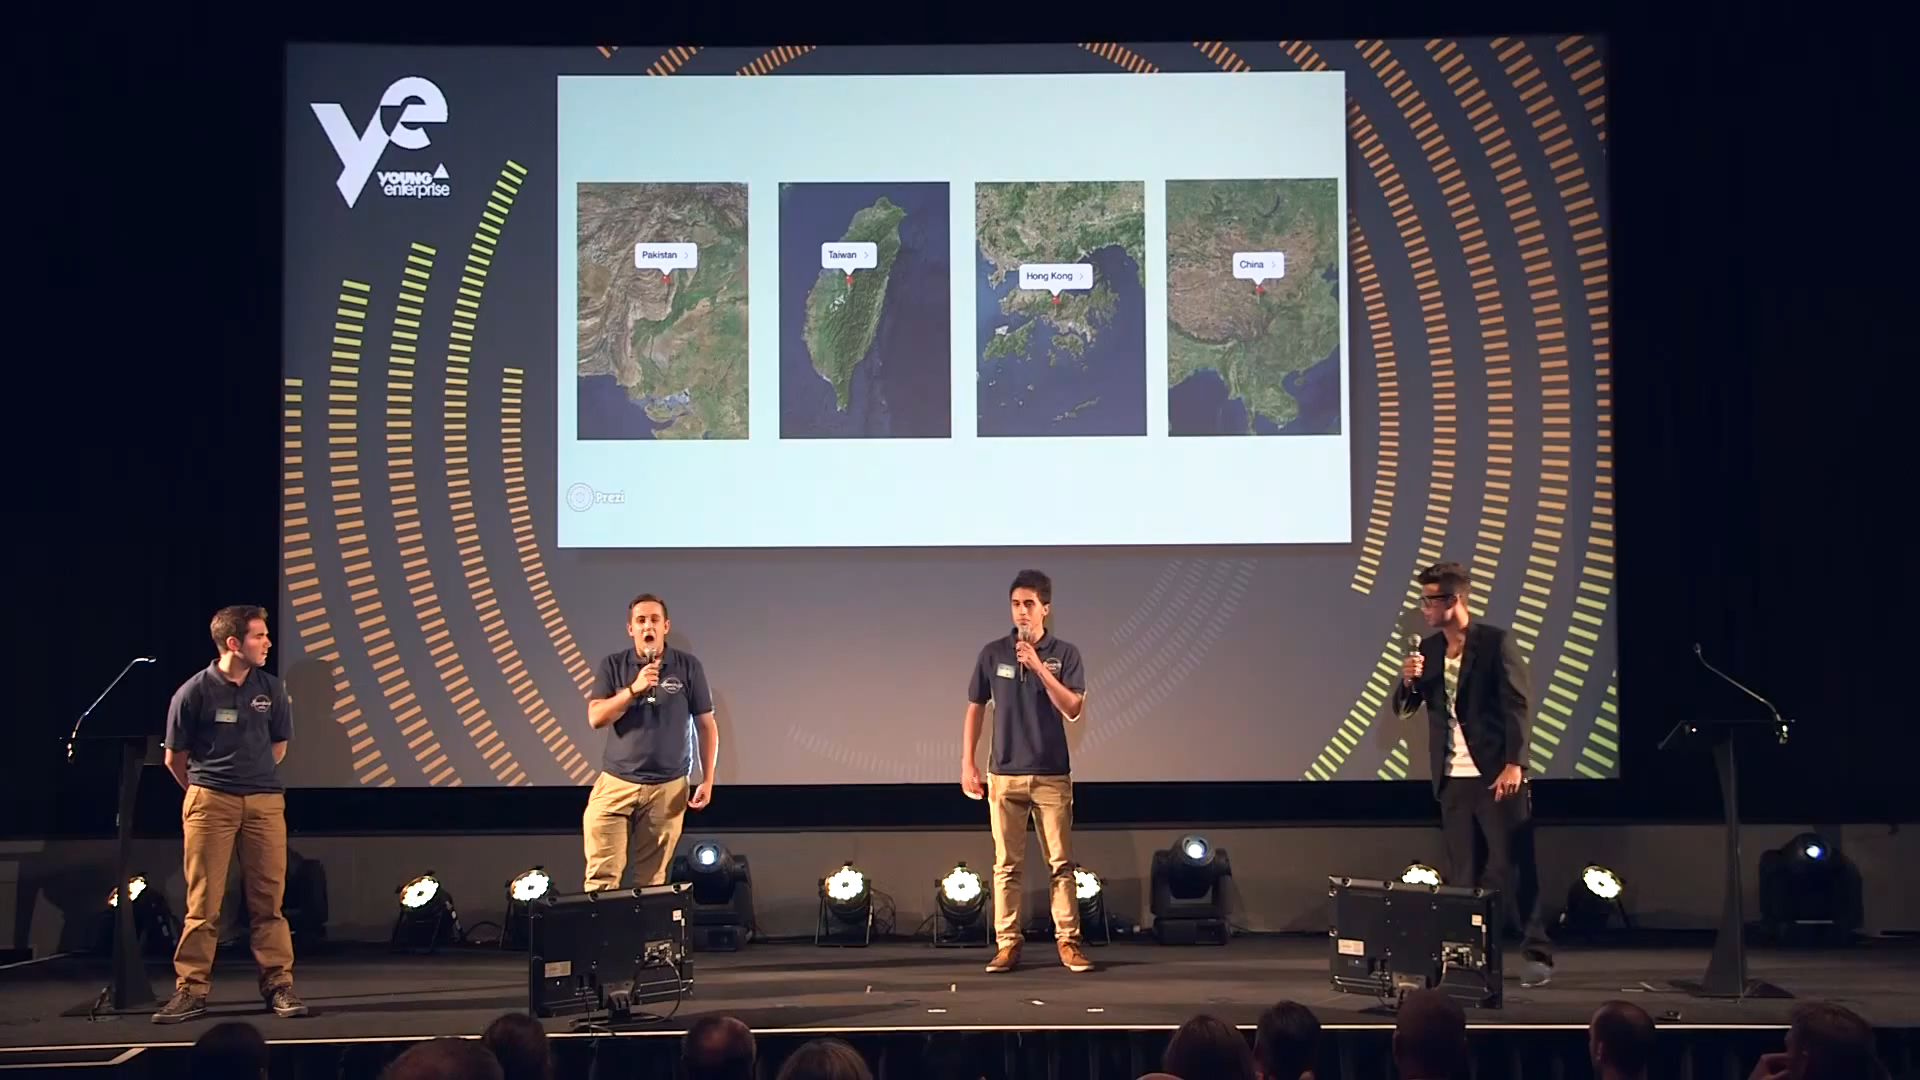 ye
YOUNG
enterprise
Pakistan
Taiwan
Hong Kong
China
Prezi